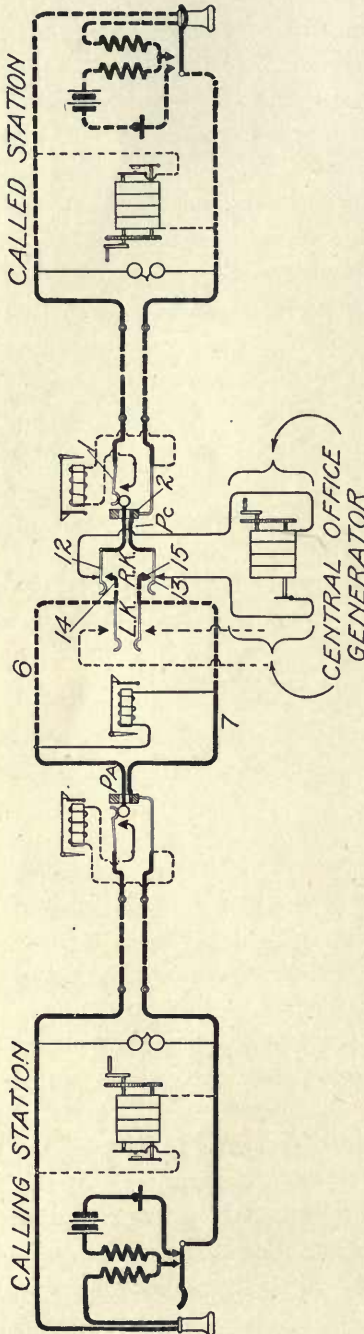 CALLED STATION
1
2
Pc
12
R.K.
15
14
L.K.
13
6
CENTRAL OFFICE
GENERATOR
7
PA
CALLING STATION